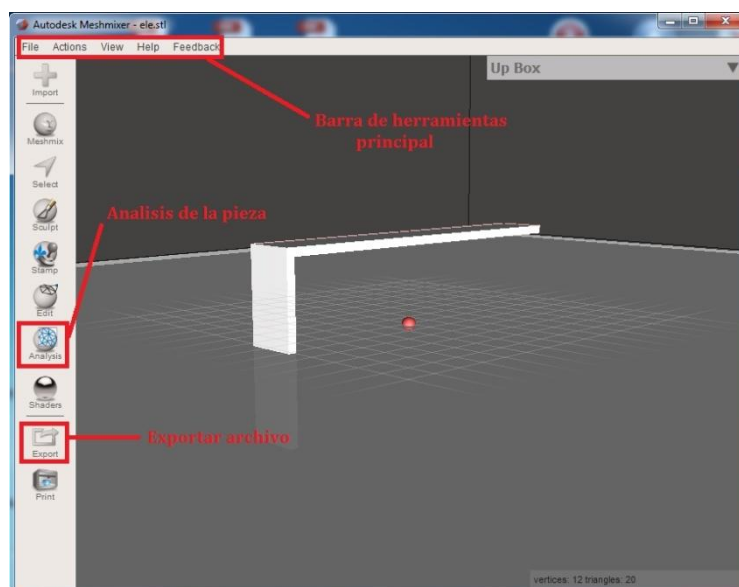 Autodesk Meshmixer - ele.stl
File Actions View Help Feedback
Up Box
Import
Barra de herramientas
principal
Meshmix
Select
Analisis de la pieza
Sculpt
Stamp
Edit
Analysis
Shaders
Exportar archivo
Export
Print
vertices: 12 triangles: 20